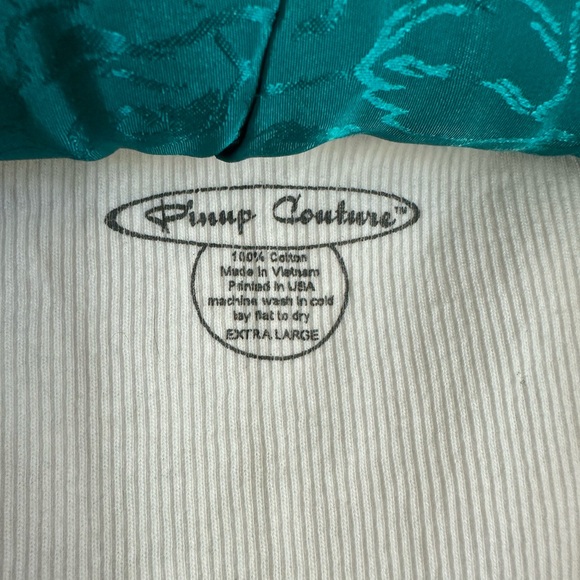 Pinup Couture™
100% Cotton
Made in Vietnam
Printed in USA
machine wash in cold
lay flat to dry
EXTRA LARGE